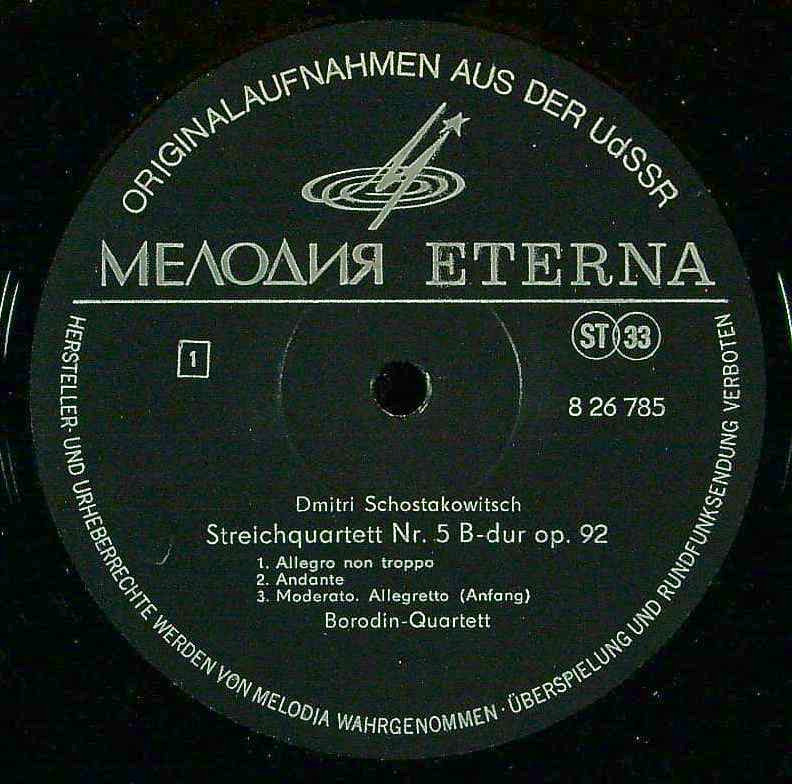 ORIGINALAUFNAHMEN AUS DER UdSSR
МЕЛОДИЯ ETERNA
1
ST 33
8 26 785
Dmitri Schostakowitsch
Streichquartett Nr. 5 B-dur op. 92
1. Allegro non troppo
2. Andante
3. Moderato. Allegretto (Anfang)
Borodin-Quartett
HERSTELLER- UND URHEBERRECHTE WERDEN VON MELODIA WAHRGENOMMEN · ÜBERSPIELUNG UND RUNDFUNKSENDUNG VERBOTEN